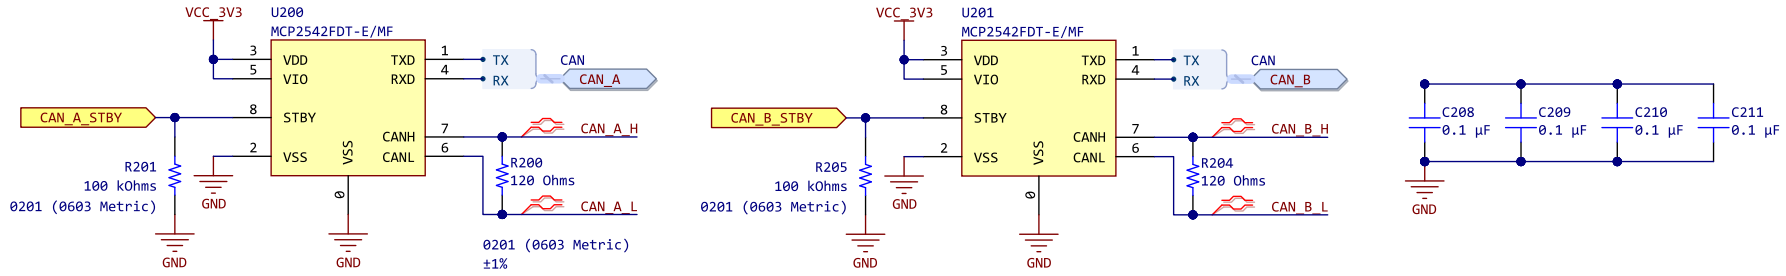 U200
MCP2542FDT-E/MF
VCC_3V3
3 VDD
5 VIO
8 STBY
2 VSS
VSS
0
TXD 1
RXD 4
CANH 7
CANL 6
TX
RX
CAN
CAN_A
CAN_A_STBY
R201
100 kOhms
0201 (0603 Metric)
GND
GND
GND
CAN_A_H
R200
120 Ohms
CAN_A_L
0201 (0603 Metric)
±1%
U201
MCP2542FDT-E/MF
VCC_3V3
3 VDD
5 VIO
8 STBY
2 VSS
VSS
0
TXD 1
RXD 4
CANH 7
CANL 6
TX
RX
CAN
CAN_B
CAN_B_STBY
R205
100 kOhms
0201 (0603 Metric)
GND
GND
GND
CAN_B_H
R204
120 Ohms
CAN_B_L
C208
0.1 µF
C209
0.1 µF
C210
0.1 µF
C211
0.1 µF
GND